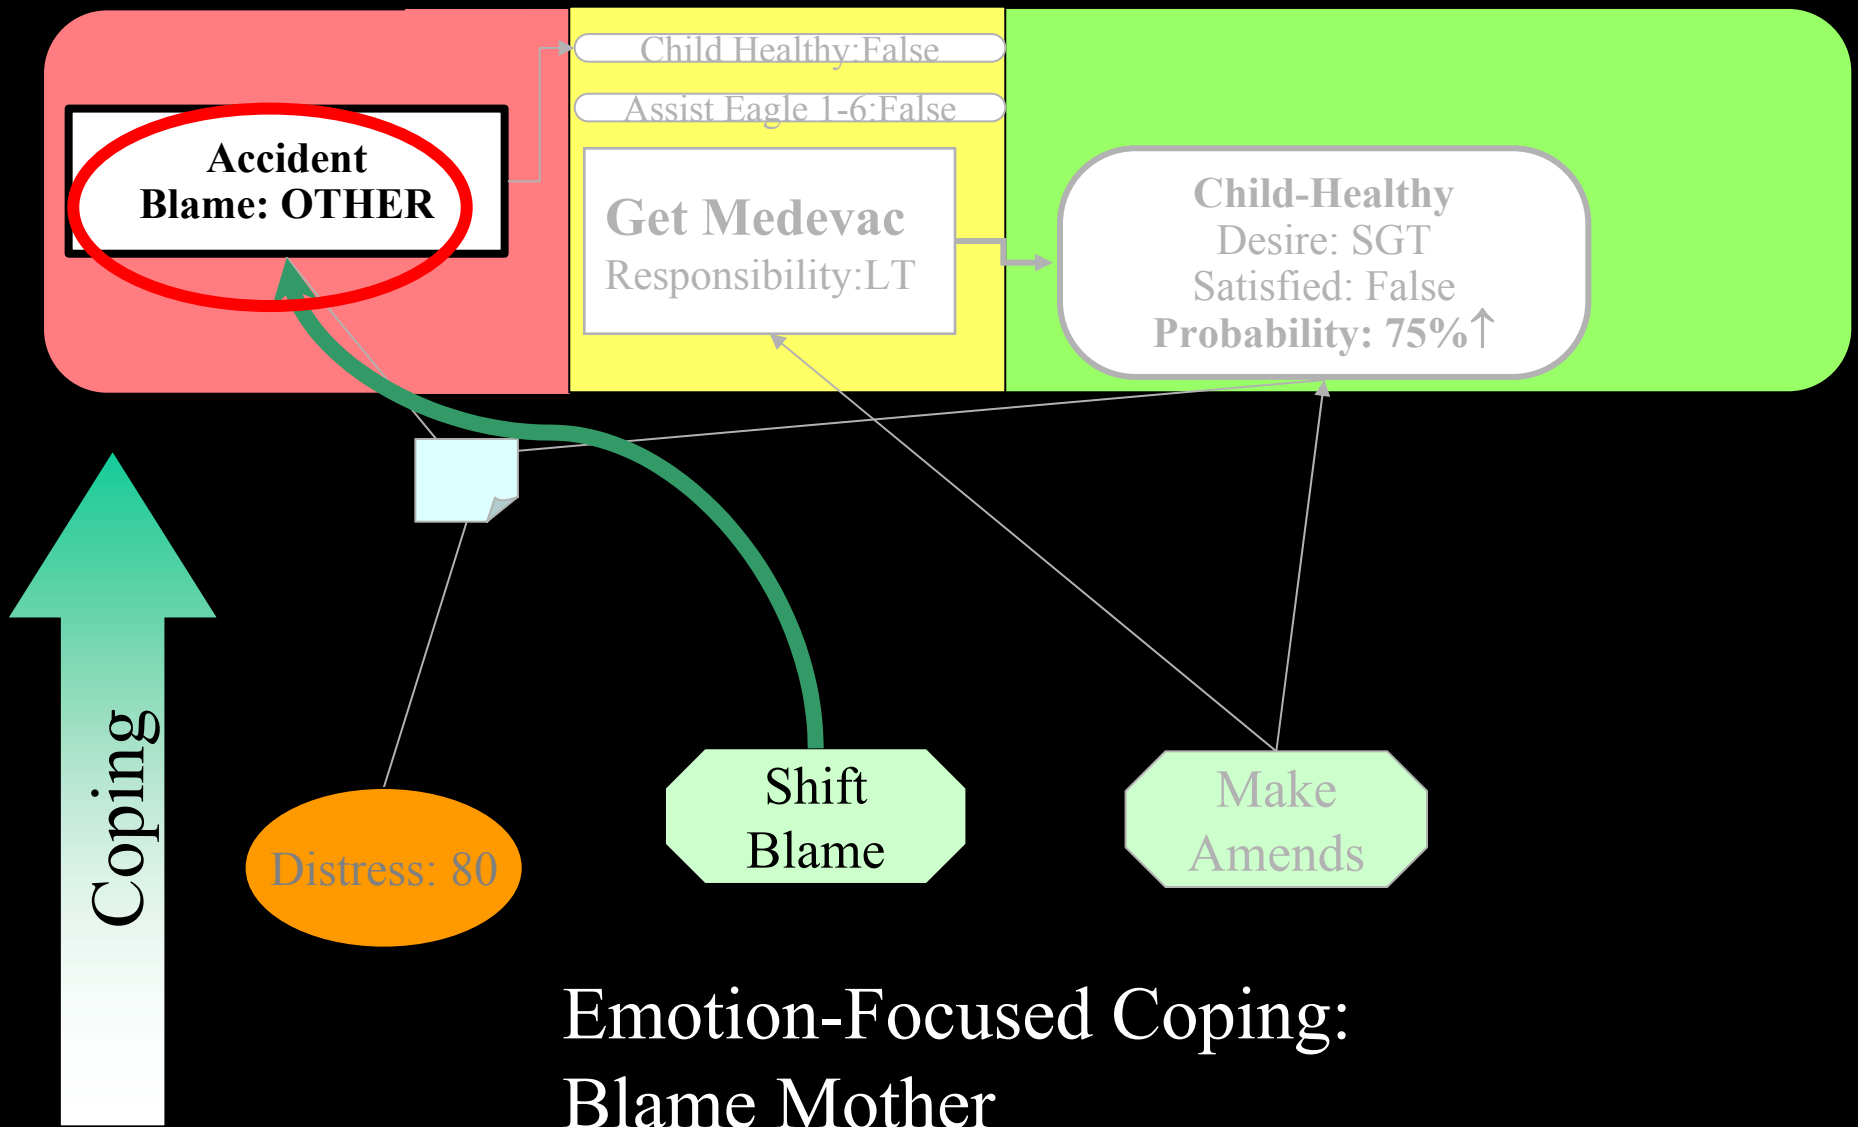 Child Healthy:False
Assist Eagle 1-6:False
Accident
Blame: OTHER
Get Medevac
Responsibility:LT
Child-Healthy
Desire: SGT
Satisfied: False
Probability: 75%↑
Coping
Distress: 80
Shift
Blame
Make
Amends
Emotion-Focused Coping:
Blame Mother